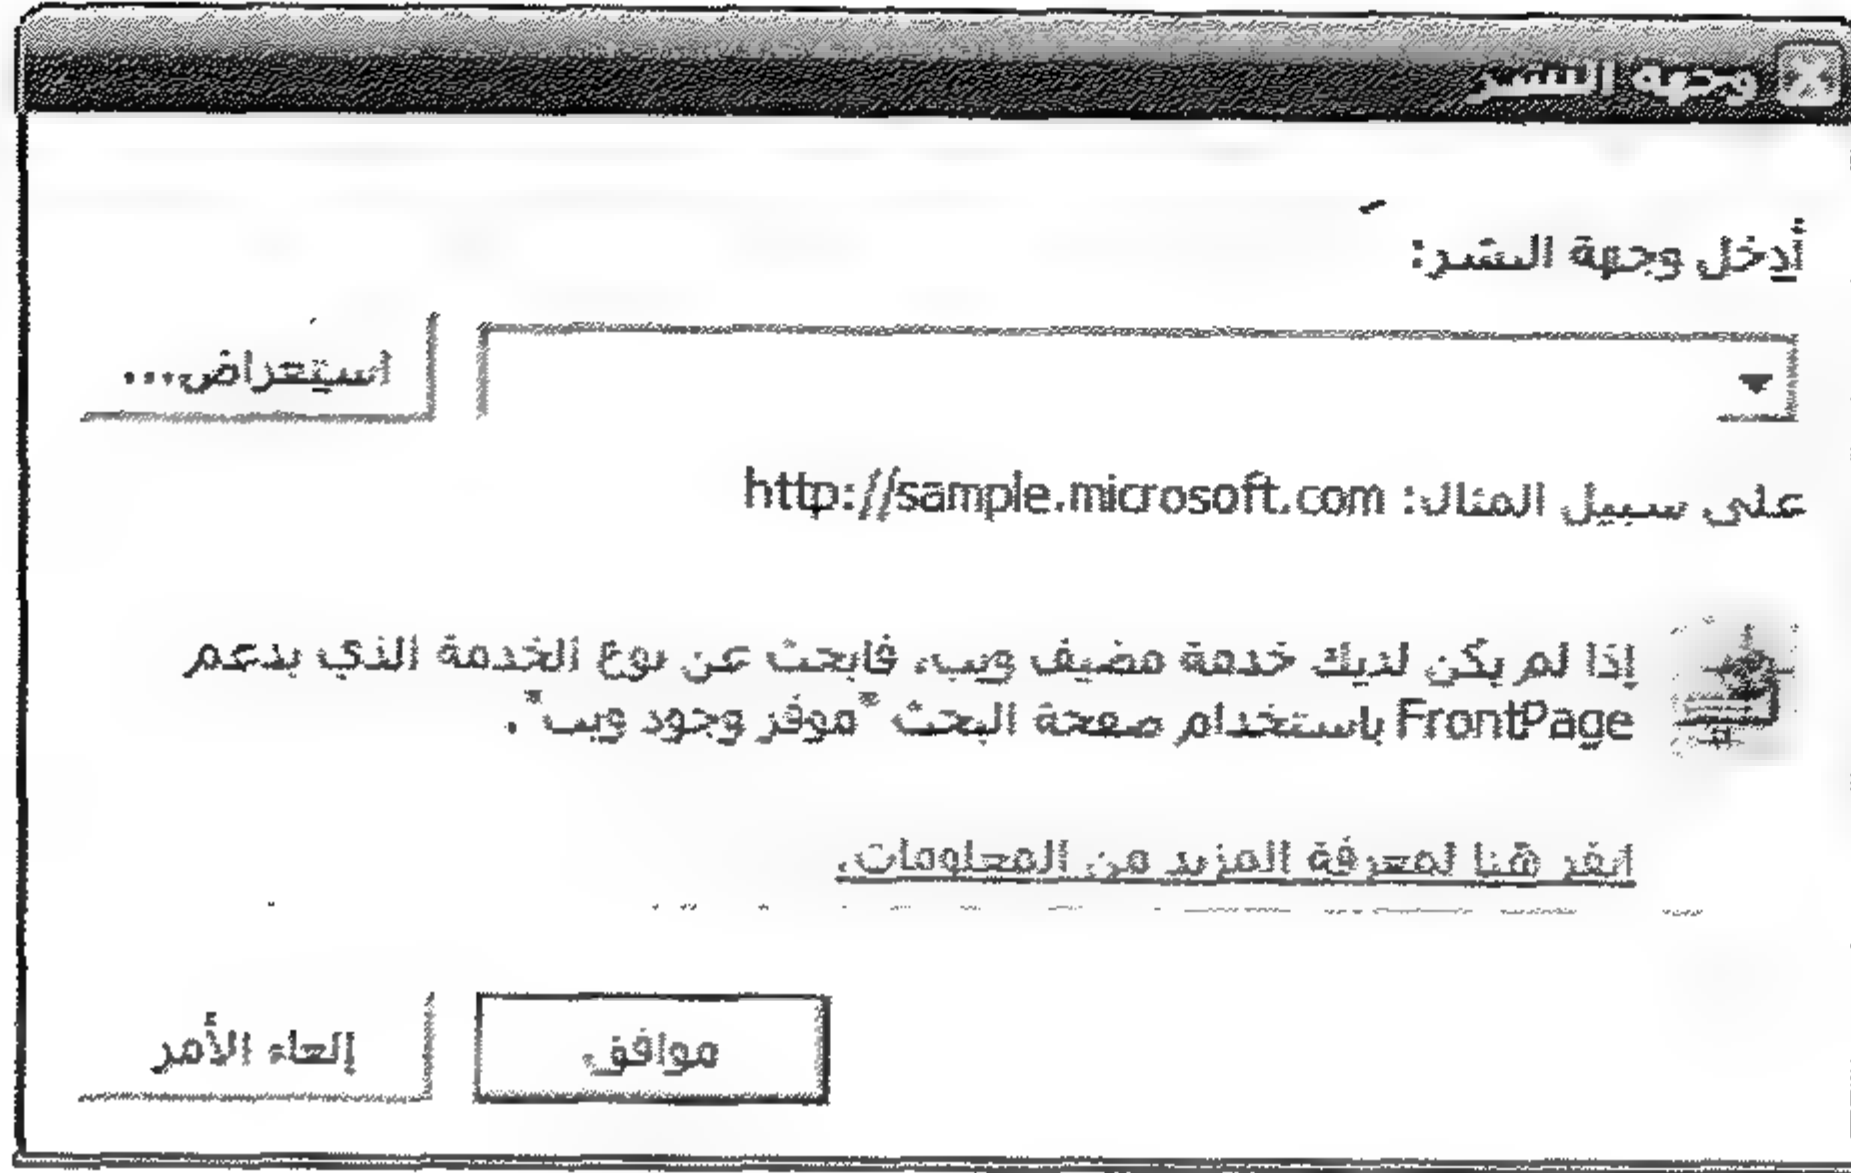 وجهة النشر
أدخل وجهة النشر:
استعراض...
على سبيل المثال: http://sample.microsoft.com
إذا لم يكن لديك خدمة مضيف ويب، فابحث عن نوع الخدمة الذي يدعم
FrontPage باستخدام صفحة البحث "موفر وجود ويب".
انقر هنا لمعرفة المزيد من المعلومات.
موافق
إلغاء الأمر